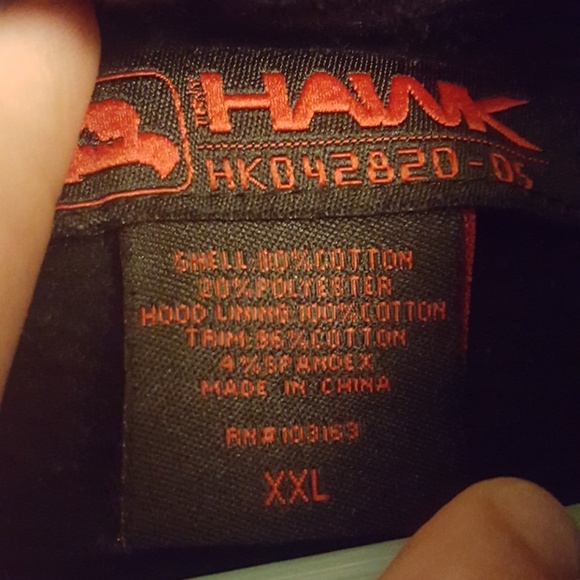 TONY
HAWK
HK042820-05
SHELL 80%COTTON
20%POLYESTER
HOOD LINING 100%COTTON
TRIM:96%COTTON
4%SPANDEX
MADE IN CHINA
RN#103163
XXL